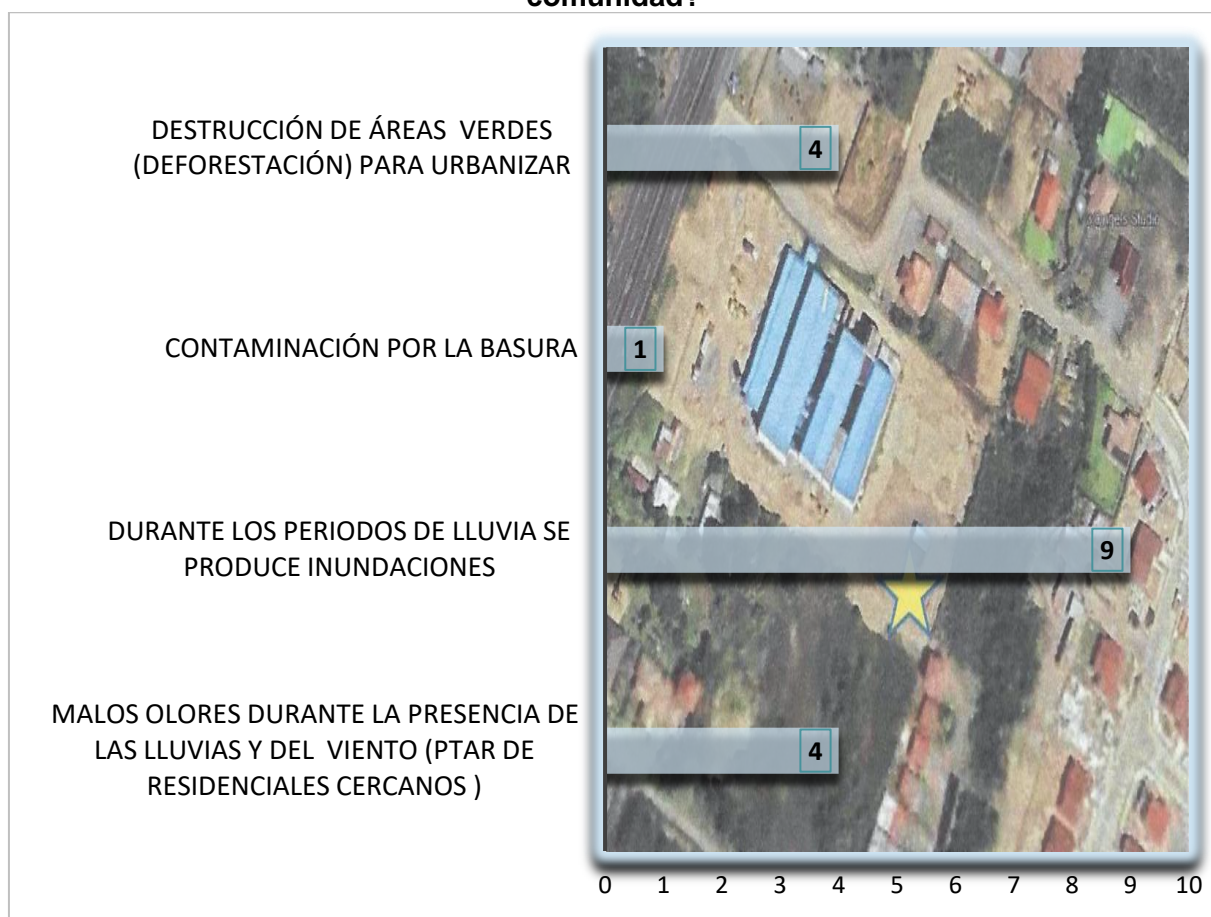 comunidad?
DESTRUCCIÓN DE ÁREAS VERDES
(DEFORESTACIÓN) PARA URBANIZAR
4
CONTAMINACIÓN POR LA BASURA
1
DURANTE LOS PERIODOS DE LLUVIA SE
PRODUCE INUNDACIONES
9
MALOS OLORES DURANTE LA PRESENCIA DE
LAS LLUVIAS Y DEL VIENTO (PTAR DE
RESIDENCIALES CERCANOS )
4
0 1 2 3 4 5 6 7 8 9 10